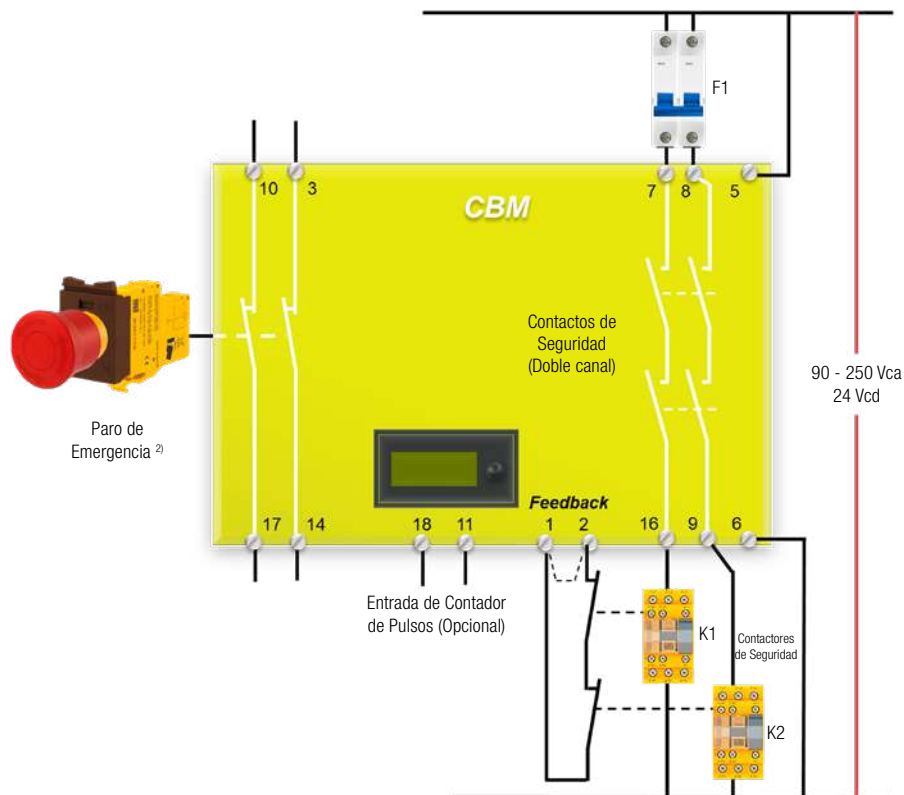 F1
10
3
7
8
5
CBM
Contactos de
Seguridad
(Doble canal)
90 - 250 Vca
24 Vcd
Paro de
Emergencia 2)
Feedback
17
14
18
11
1
2
16
9
6
Entrada de Contador
de Pulsos (Opcional)
K1
Contactores
de Seguridad
K2